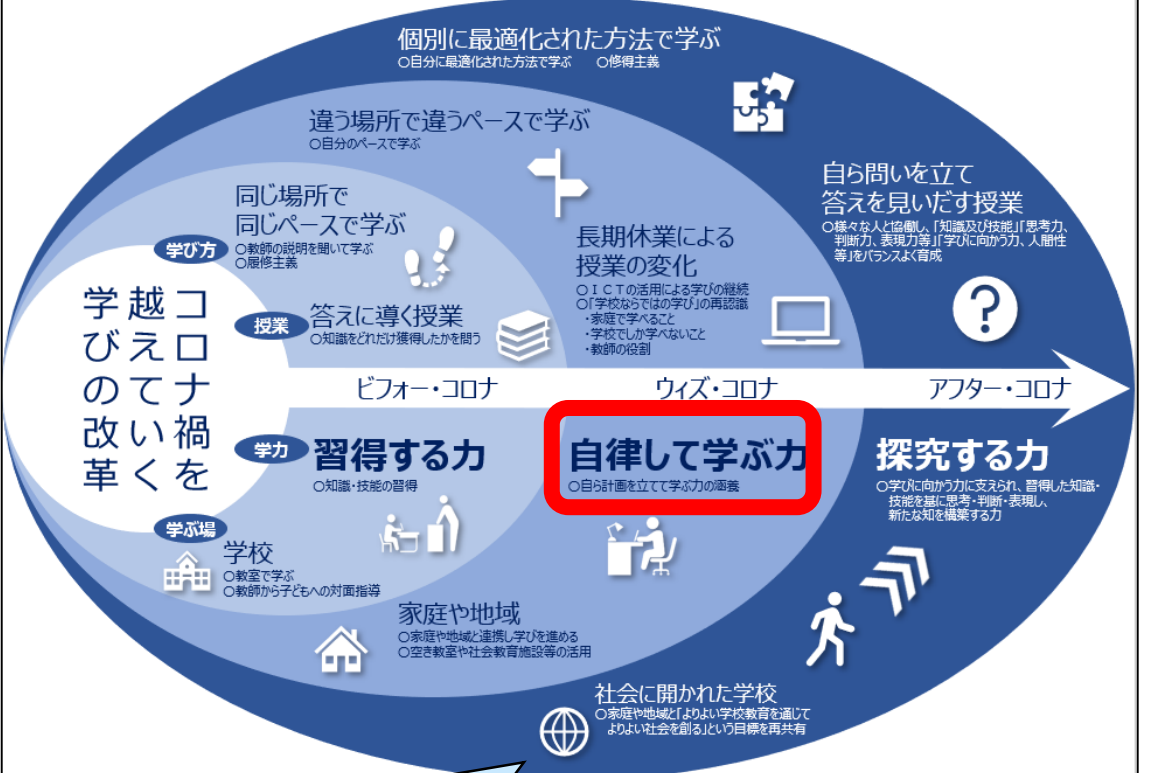 個別に最適化された方法で学ぶ
○自分に最適化された方法で学ぶ ○修得主義
違う場所で違うペースで学ぶ
○自分のペースで学ぶ
同じ場所で
同じペースで学ぶ
○教師の説明を聞いて学ぶ
○履修主義
学び方
長期休業による
授業の変化
○ＩＣＴの活用による学びの継続
○「学校ならではの学び」の再認識
・家庭で学べること
・学校でしか学べないこと
・教師の役割
自ら問いを立て
答えを見いだす授業
○様々な人と協働し、「知識及び技能」「思考力、
判断力、表現力等」「学びに向かう力、人間性
等」をバランスよく育成
授業
答えに導く授業
○知識をどれだけ獲得したかを問う
コロナ禍を
越えていく
学びの改革
ビフォー・コロナ
ウィズ・コロナ
アフター・コロナ
学力
習得する力
○知識・技能の習得
自律して学ぶ力
○自ら計画を立てて学ぶ力の涵養
探究する力
○学びに向かう力に支えられ、習得した知識・
技能を基に思考・判断・表現し、
新たな知を構築する力
学ぶ場
学校
○教室で学ぶ
○教師から子どもへの対面指導
家庭や地域
○家庭や地域と連携し学びを進める
○空き教室や社会教育施設等の活用
社会に開かれた学校
○家庭や地域と「よりよい学校教育を通じて
よりよい社会を創る」という目標を再共有